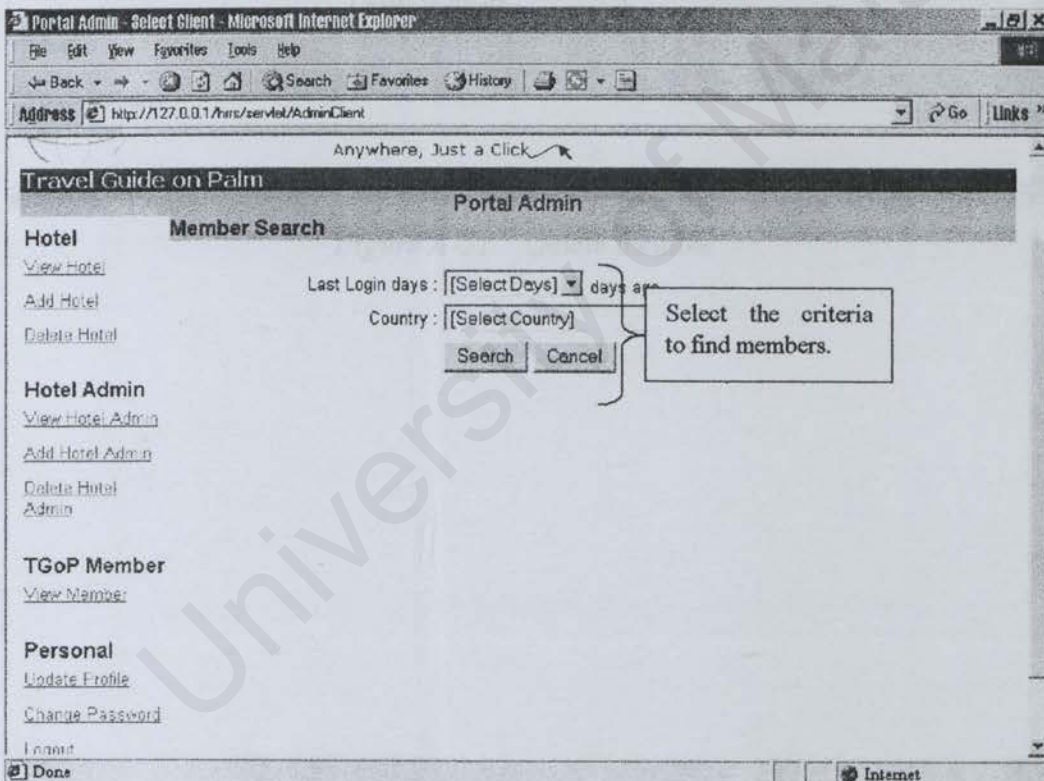 Portal Admin - Select Client - Microsoft Internet Explorer
File Edit View Favorites Tools Help
Back Search Favorites History
Address http://127.0.0.1/hrrs/servlet/AdminClient Go Links »
Anywhere, Just a Click
Travel Guide on Palm
Portal Admin
Member Search
Hotel
View Hotel
Add Hotel
Delete Hotel
Hotel Admin
View Hotel Admin
Add Hotel Admin
Delete Hotel
Admin
TGoP Member
View Member
Personal
Update Profile
Change Password
Logout
Last Login days : [Select Days] days ago
Country : [Select Country]
Search Cancel
Select the criteria
to find members.
Done Internet
University of Ma